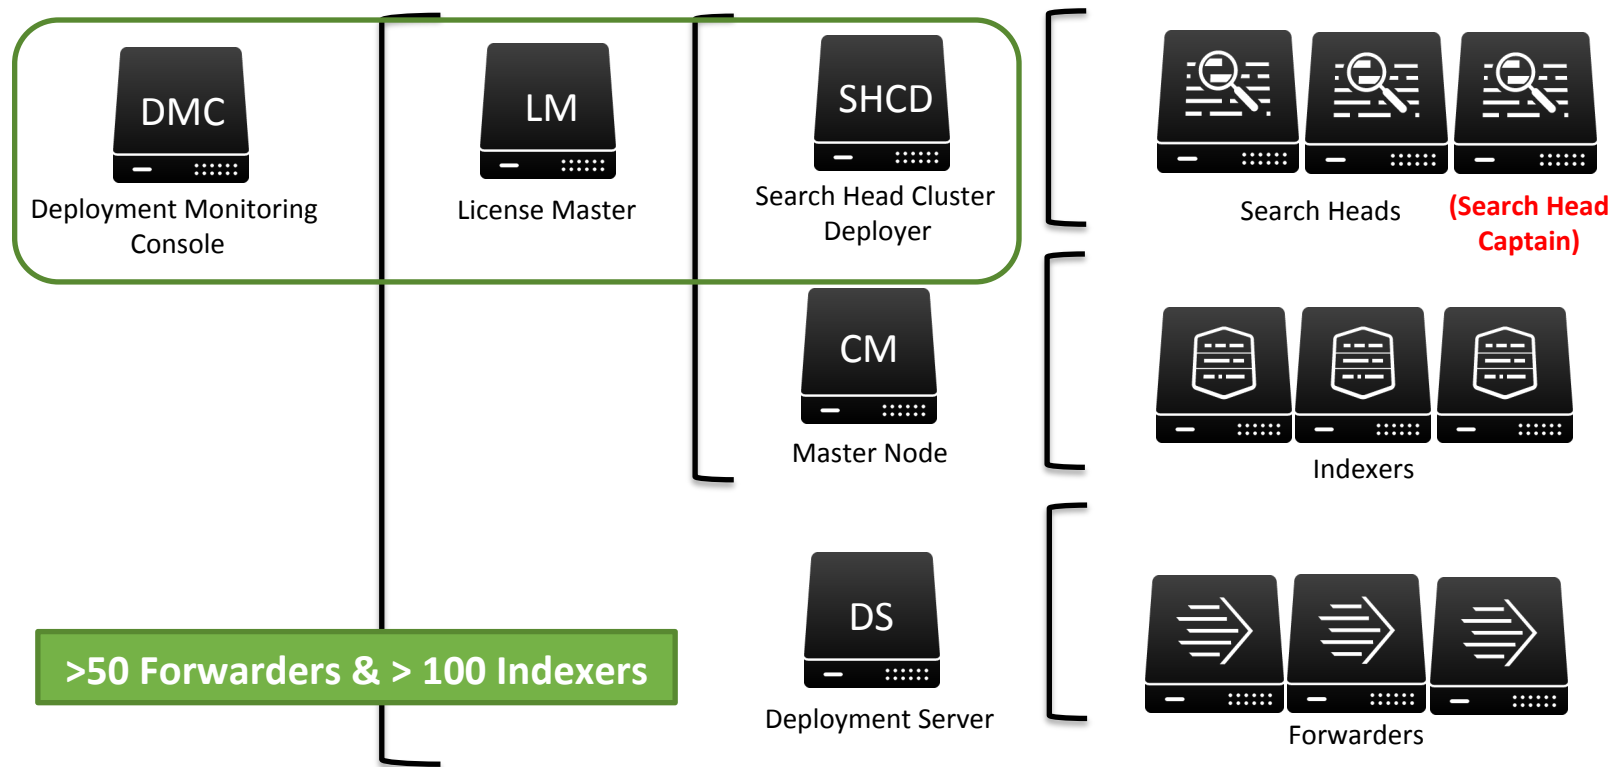 DMC
Deployment Monitoring
Console
LM
License Master
SHCD
Search Head Cluster
Deployer
Search Heads
(Search Head
Captain)
CM
Master Node
Indexers
>50 Forwarders & > 100 Indexers
DS
Deployment Server
Forwarders